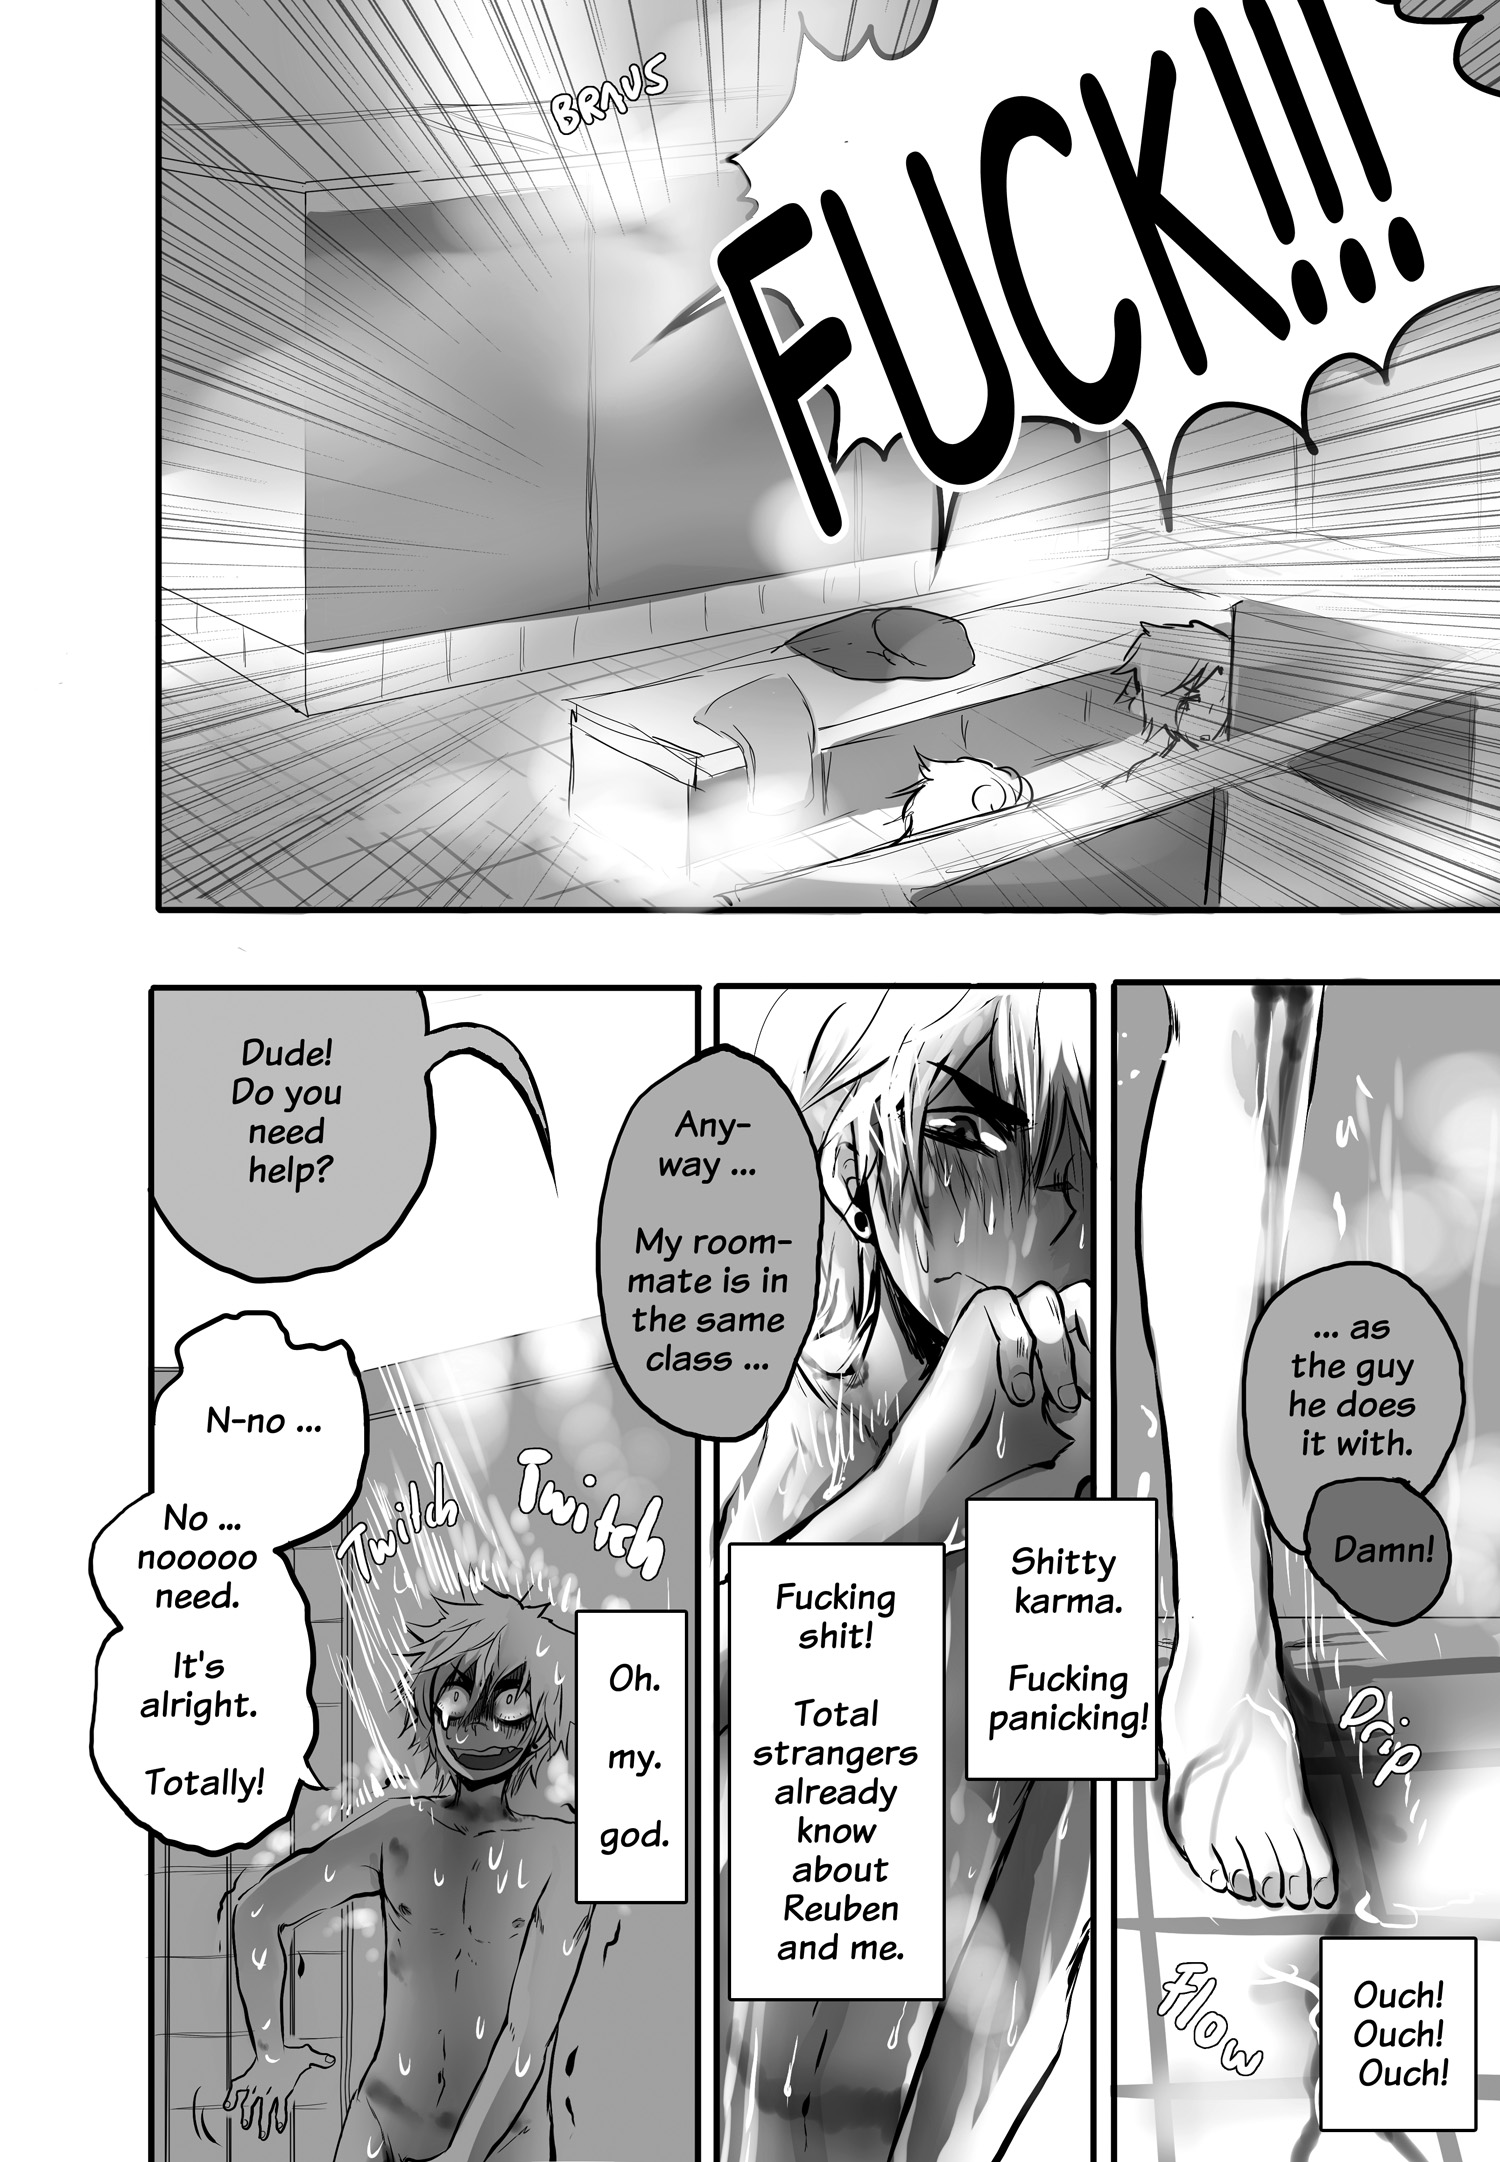 BRAUS
FUCK!!!
Dude!
Do you
need
help?
N-no ...
No ...
nooooo
need.
It's
alright.
Totally!
Twitch
Twitch
Oh.
my.
god.
Any-
way ...
My room-
mate is in
the same
class ...
Fucking
shit!
Total
strangers
already
know
about
Reuben
and me.
Shitty
karma.
Fucking
panicking!
... as
the guy
he does
it with.
Damn!
Drip
Flow
Ouch!
Ouch!
Ouch!